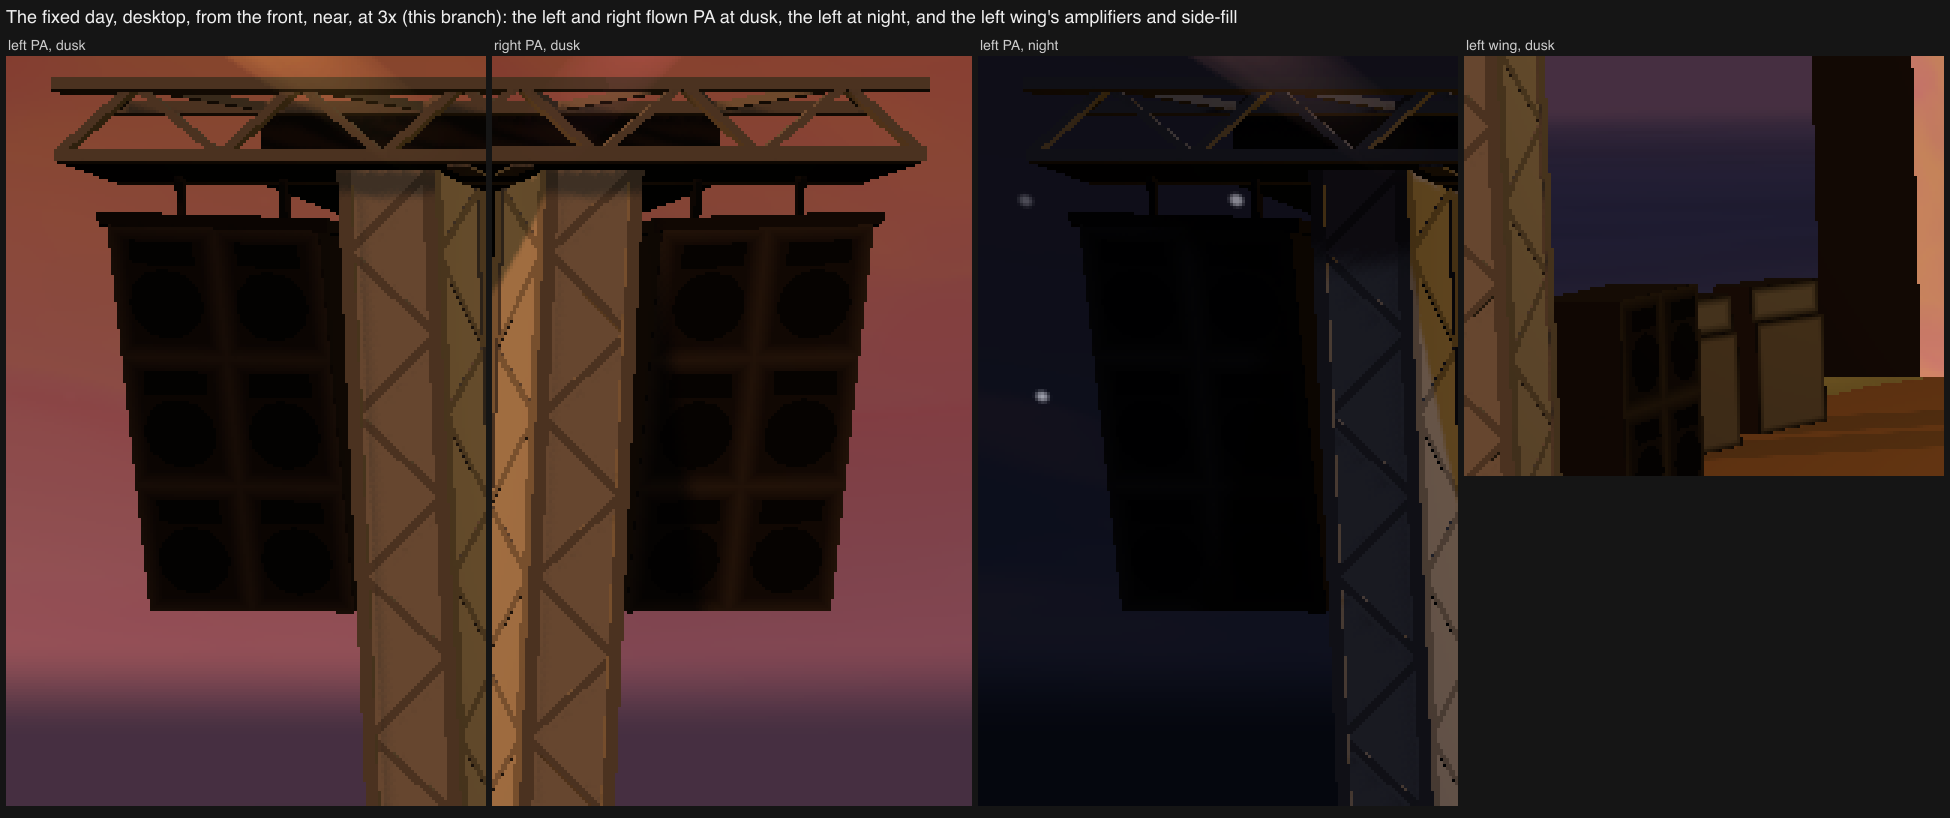 The fixed day, desktop, from the front, near, at 3x (this branch): the left and right flown PA at dusk, the left at night, and the left wing's amplifiers and side-fill
left PA, dusk
right PA, dusk
left PA, night
left wing, dusk